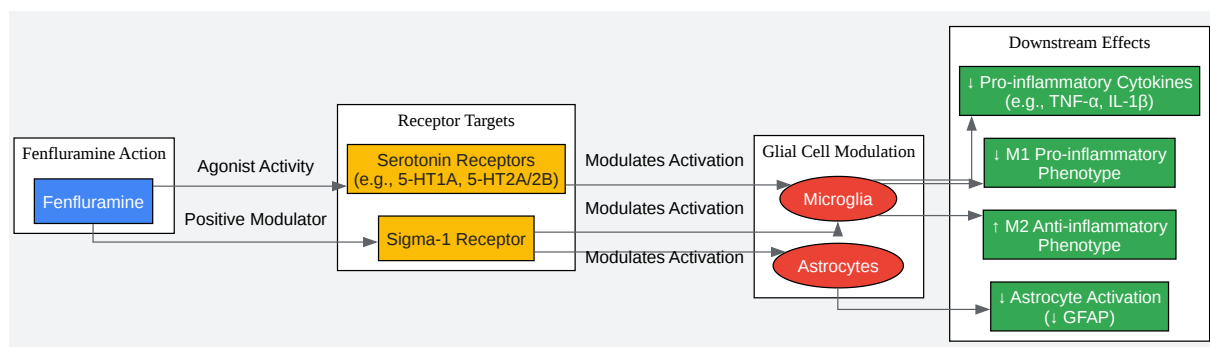 Fenfluramine Action
Fenfluramine
Agonist Activity
Positive Modulator
Receptor Targets
Serotonin Receptors
(e.g., 5-HT1A, 5-HT2A/2B)
Sigma-1 Receptor
Modulates Activation
Modulates Activation
Modulates Activation
Glial Cell Modulation
Microglia
Astrocytes
Downstream Effects
↓ Pro-inflammatory Cytokines
(e.g., TNF-α, IL-1β)
↓ M1 Pro-inflammatory
Phenotype
↑ M2 Anti-inflammatory
Phenotype
↓ Astrocyte Activation
(↓ GFAP)